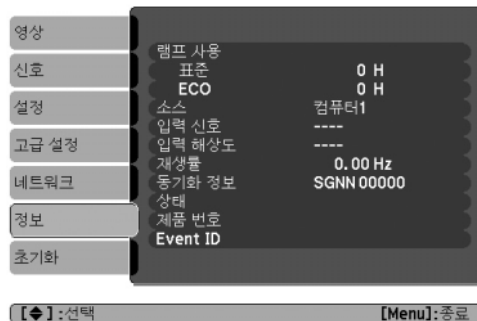 영상
신호
설정
고급 설정
네트워크
정보
초기화
램프 사용
표준 0 H
ECO 0 H
소스 컴퓨터1
입력 신호 ----
입력 해상도 ----
재생률 0.00 Hz
동기화 정보 SGNN 00000
상태
제품 번호
Event ID
[◆] :선택 [Menu]:종료